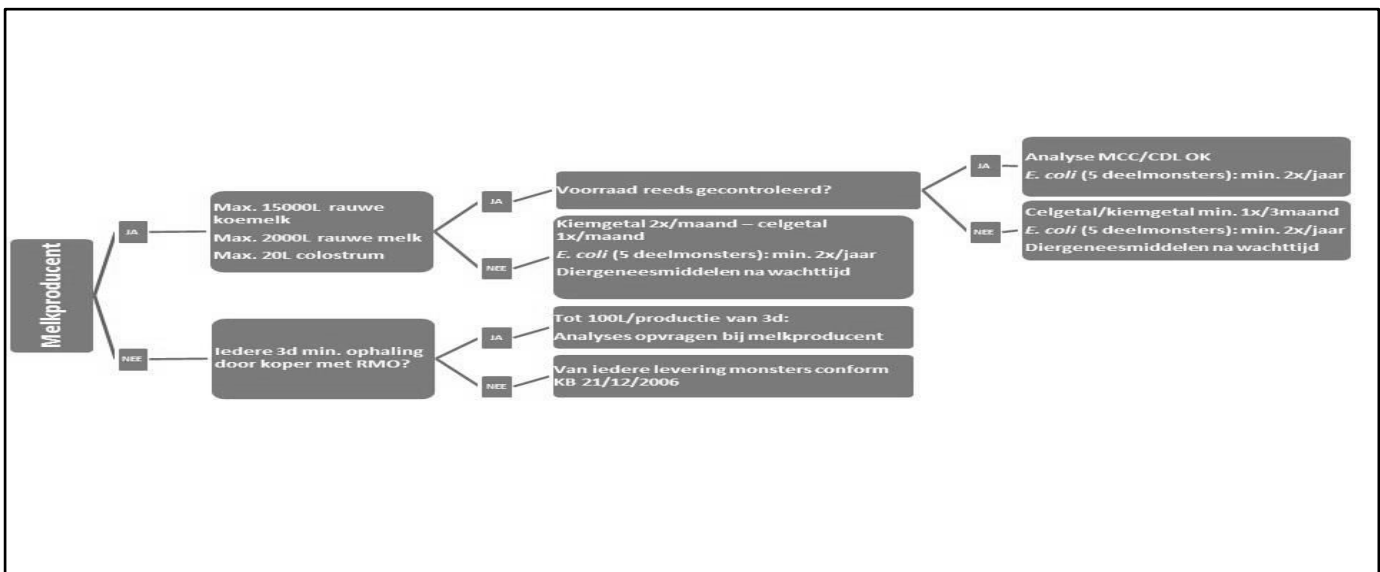 Melkproducent
JA
Max. 15000L rauwe
koemelk
Max. 2000L rauwe melk
Max. 20L colostrum
JA
Voorraad reeds gecontroleerd?
JA
Analyse MCC/CDL OK
E. coli (5 deelmonsters): min. 2x/jaar
NEE
Celgetal/kiemgetal min. 1x/3maand
E. coli (5 deelmonsters): min. 2x/jaar
Diergeneesmiddelen na wachttijd
NEE
Kiemgetal 2x/maand – celgetal
1x/maand
E. coli (5 deelmonsters): min. 2x/jaar
Diergeneesmiddelen na wachttijd
NEE
Iedere 3d min. ophaling
door koper met RMO?
JA
Tot 100L/productie van 3d:
Analyses opvragen bij melkproducent
NEE
Van iedere levering monsters conform
KB 21/12/2006